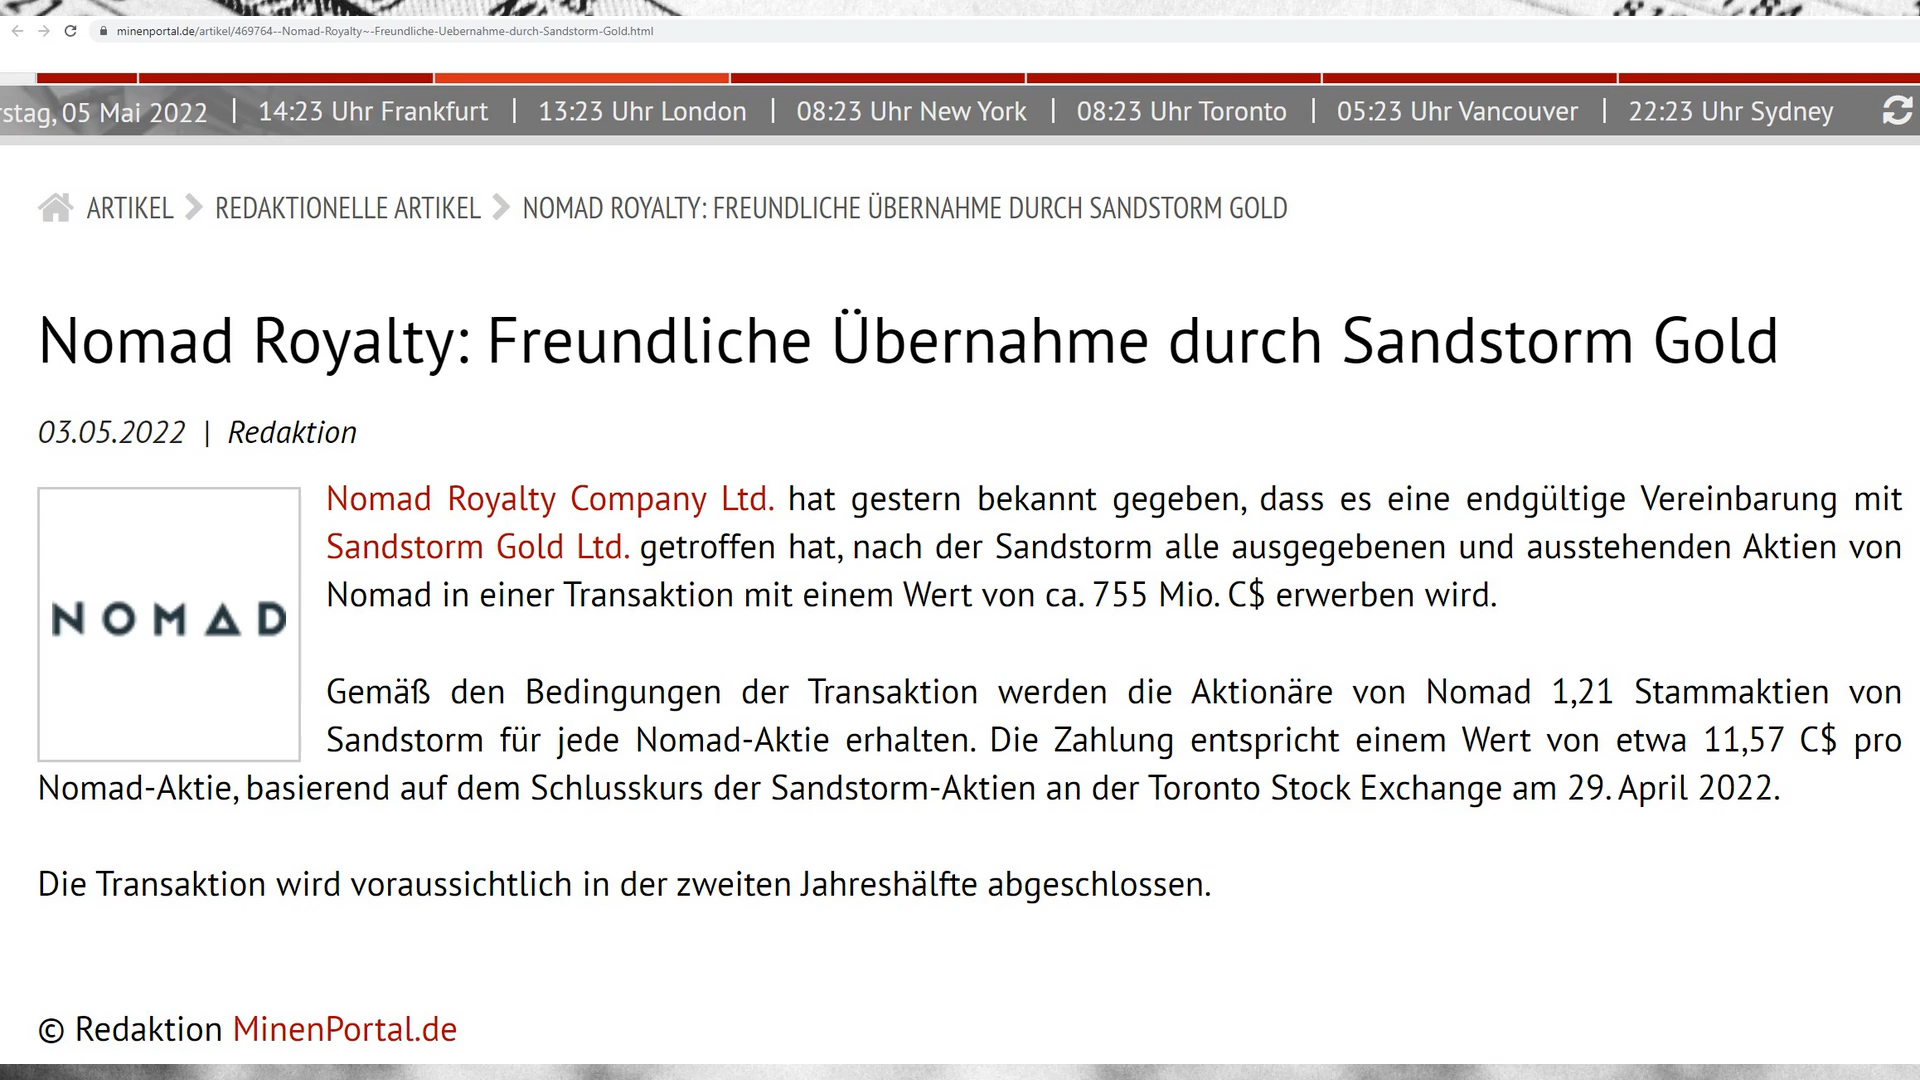 minenportal.de/artikel/469764--Nomad-Royalty~-Freundliche-Uebernahme-durch-Sandstorm-Gold.html
rstag, 05 Mai 2022 | 14:23 Uhr Frankfurt | 13:23 Uhr London | 08:23 Uhr New York | 08:23 Uhr Toronto | 05:23 Uhr Vancouver | 22:23 Uhr Sydney
ARTIKEL REDAKTIONELLE ARTIKEL NOMAD ROYALTY: FREUNDLICHE ÜBERNAHME DURCH SANDSTORM GOLD
Nomad Royalty: Freundliche Übernahme durch Sandstorm Gold
03.05.2022 | Redaktion
NOMAD
Nomad Royalty Company Ltd. hat gestern bekannt gegeben, dass es eine endgültige Vereinbarung mit
Sandstorm Gold Ltd. getroffen hat, nach der Sandstorm alle ausgegebenen und ausstehenden Aktien von
Nomad in einer Transaktion mit einem Wert von ca. 755 Mio. C$ erwerben wird.
Gemäß den Bedingungen der Transaktion werden die Aktionäre von Nomad 1,21 Stammaktien von
Sandstorm für jede Nomad-Aktie erhalten. Die Zahlung entspricht einem Wert von etwa 11,57 C$ pro
Nomad-Aktie, basierend auf dem Schlusskurs der Sandstorm-Aktien an der Toronto Stock Exchange am 29. April 2022.
Die Transaktion wird voraussichtlich in der zweiten Jahreshälfte abgeschlossen.
© Redaktion MinenPortal.de